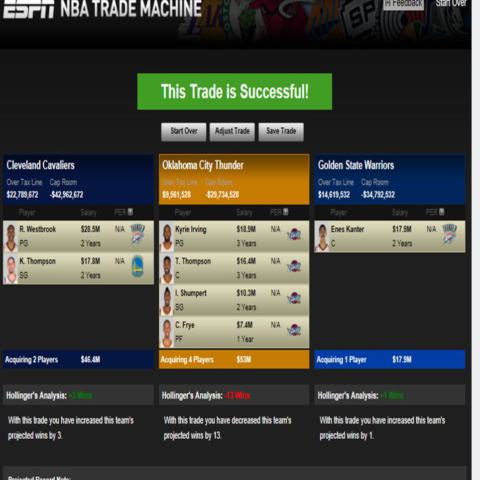 ESPN NBA TRADE MACHINE
Feedback Start Over
This Trade is Successful!
Start Over Adjust Trade Save Trade
Cleveland Cavaliers
Over Tax Line Cap Room
$22,789,672 -$42,962,672
Player Salary PER
R. Westbrook $28.5M N/A
PG 2 Years
K. Thompson $17.8M N/A
SG 2 Years
Acquiring 2 Players $46.4M
Hollinger's Analysis: +3 Wins
With this trade you have increased this team's
projected wins by 3.
Oklahoma City Thunder
Over Tax Line Cap Room
$9,561,528 -$29,734,528
Player Salary PER
Kyrie Irving $18.9M N/A
PG 3 Years
T. Thompson $16.4M N/A
C 3 Years
I. Shumpert $10.3M N/A
SG 2 Years
C. Frye $7.4M N/A
PF 1 Year
Acquiring 4 Players $53M
Hollinger's Analysis: -13 Wins
With this trade you have decreased this team's
projected wins by 13.
Golden State Warriors
Over Tax Line Cap Room
$14,619,532 -$34,792,532
Player Salary PER
Enes Kanter $17.9M N/A
C 2 Years
Acquiring 1 Player $17.9M
Hollinger's Analysis: +1 Wins
With this trade you have increased this team's
projected wins by 1.
Projected Record Note: